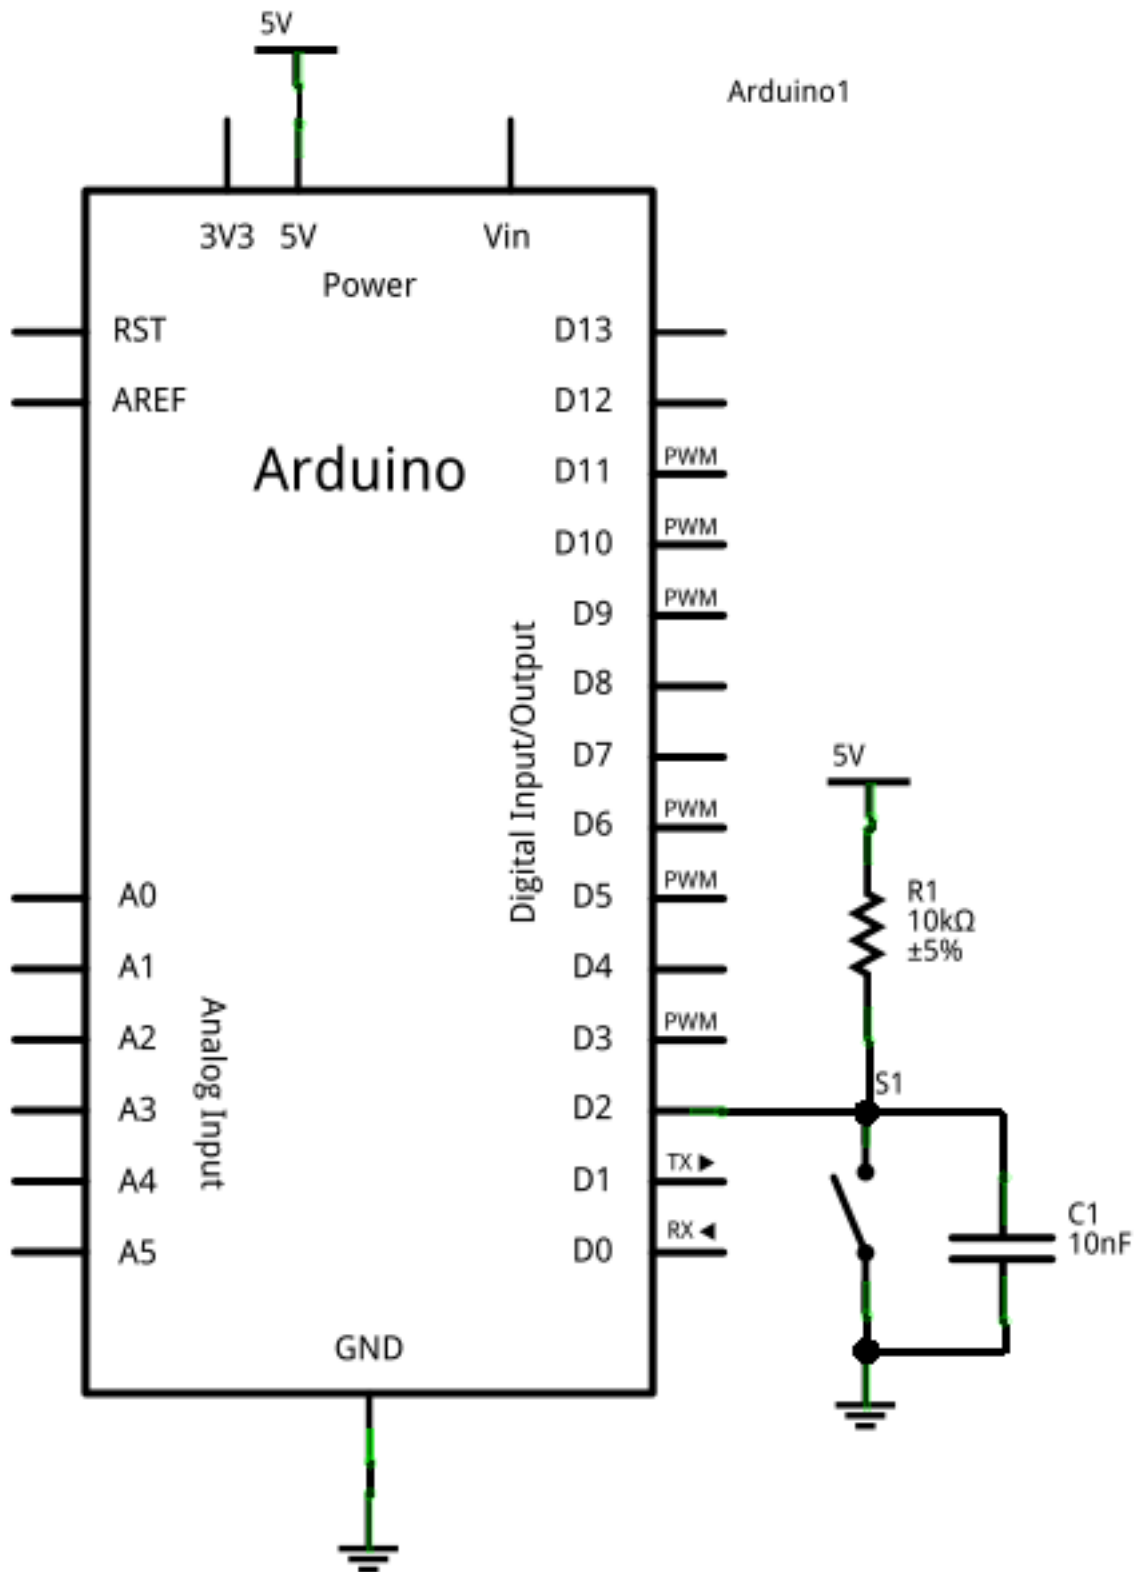 5V
Arduino1
3V3 5V Vin
Power
RST
D13
AREF
D12
Arduino
PWM
D11
PWM
D10
PWM
D9
D8
Digital Input/Output
D7
5V
PWM
D6
PWM
D5
A0
R1
10kΩ
±5%
A1
D4
Analog Input
A2
PWM
D3
S1
A3
D2
TX ▶
A4
D1
C1
10nF
RX ◀
A5
D0
GND